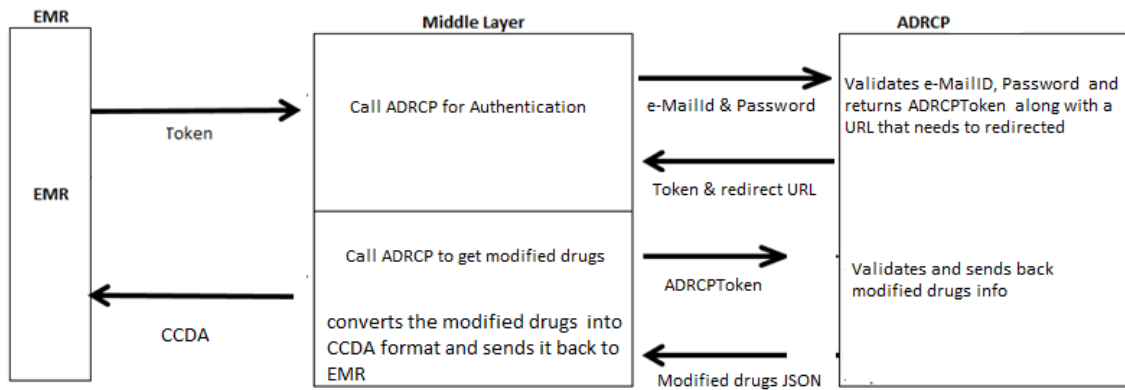 EMR
Middle Layer
ADRCP
EMR
Token
Call ADRCP for Authentication
e-MailId & Password
Validates e-MailID, Password and
returns ADRCPToken along with a
URL that needs to redirected
Token & redirect URL
Call ADRCP to get modified drugs
ADRCPToken
Validates and sends back
modified drugs info
CCDA
converts the modified drugs into
CCDA format and sends it back to
EMR
Modified drugs JSON